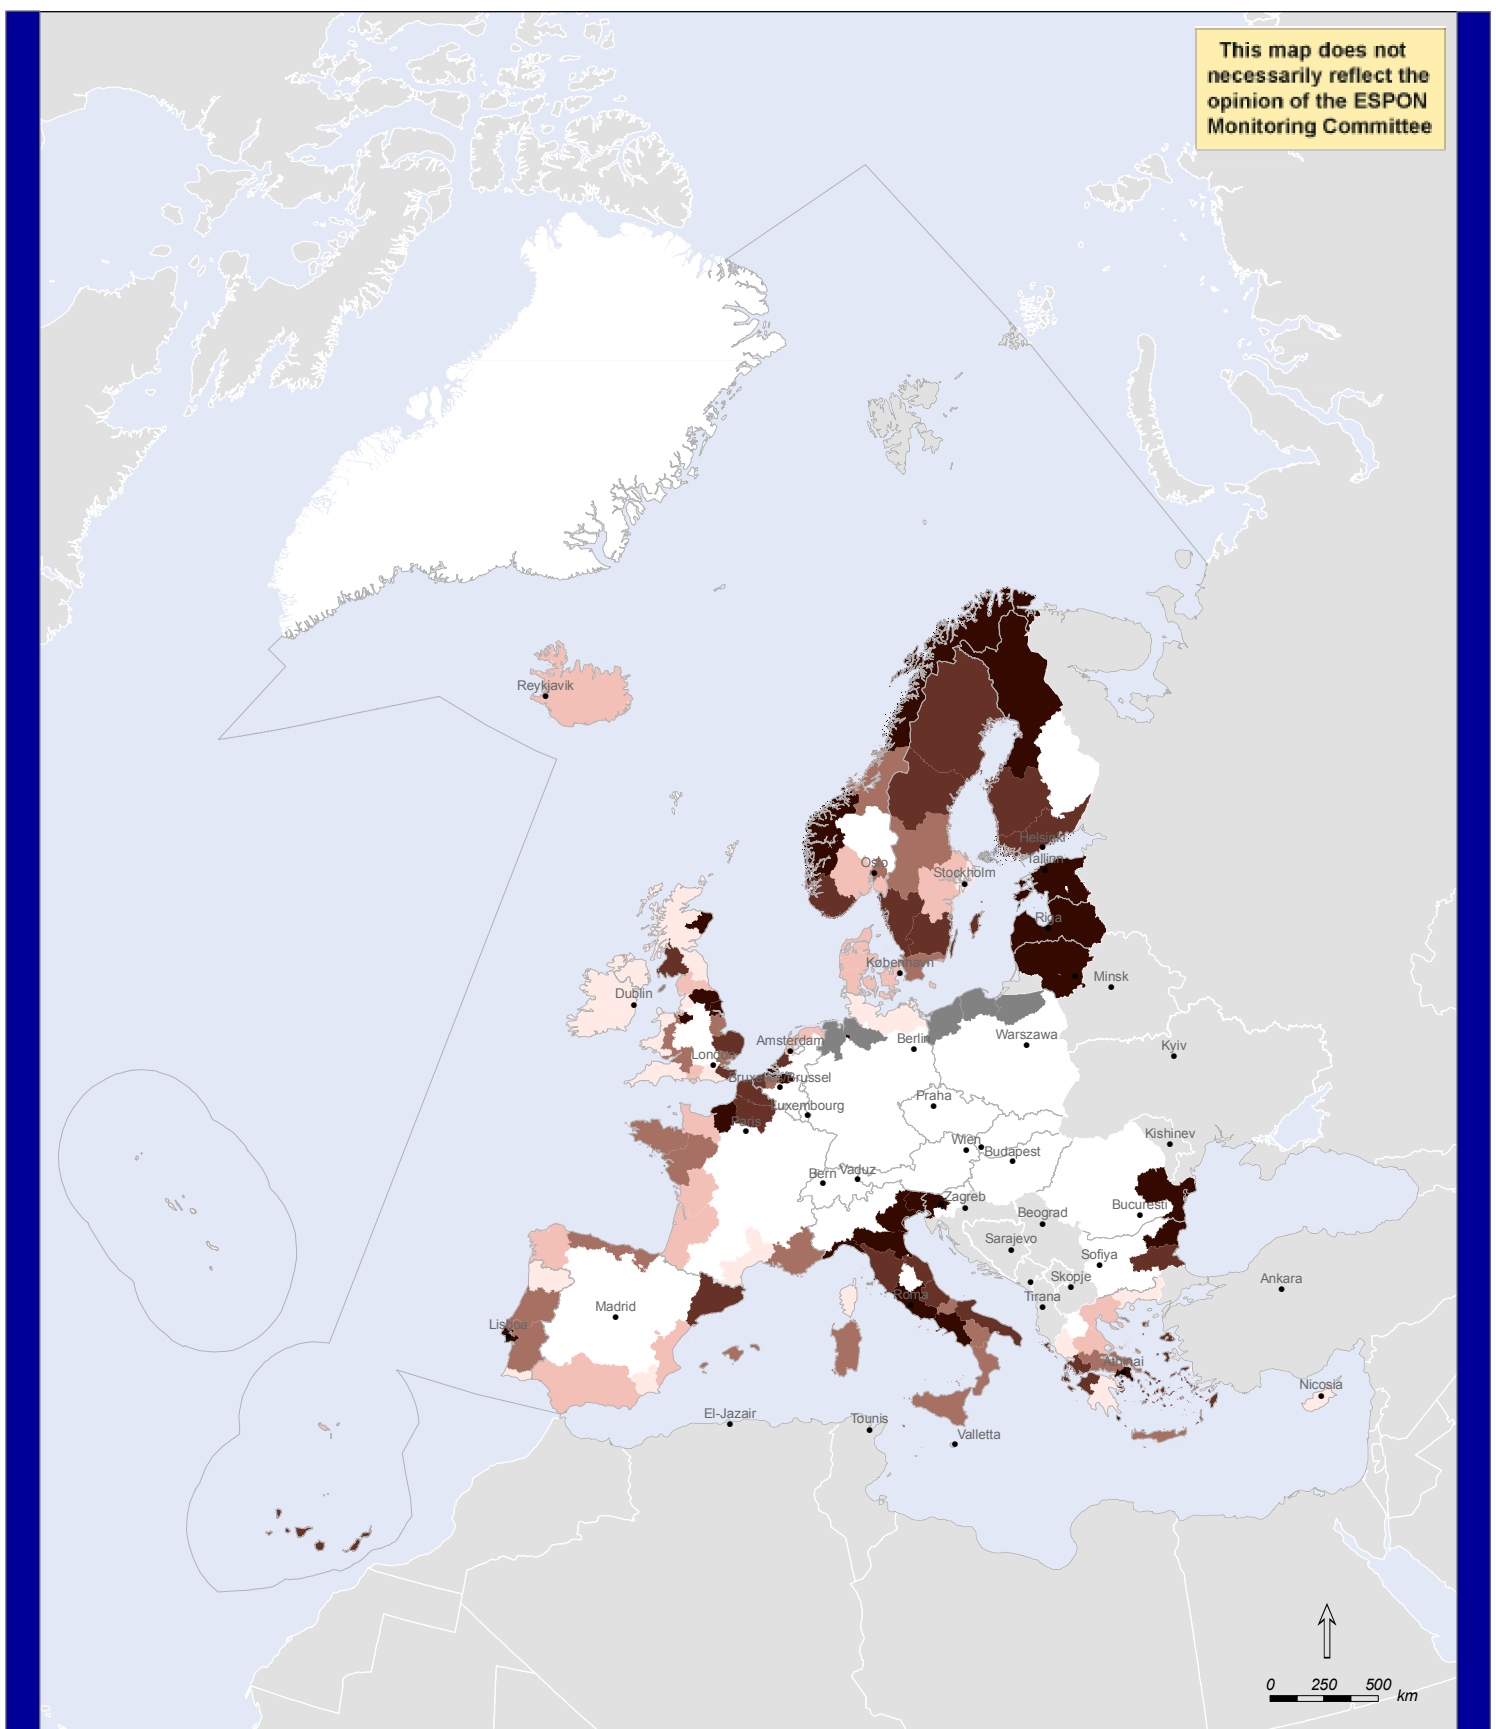 This map does not
necessarily reflect the
opinion of the ESPON
Monitoring Committee
Reykjavik
Helsinki
Tallinn
Oslo
Stockholm
Riga
København
Minsk
Dublin
Amsterdam
Berlin
Warszawa
Kyiv
London
Bruxelles/Brussel
Praha
Luxembourg
Paris
Kishinev
Wien
Budapest
Bern
Vaduz
Zagreb
Bucuresti
Beograd
Sarajevo
Sofiya
Skopje
Ankara
Roma
Tirana
Madrid
Lisboa
Athinai
Nicosia
El-Jazair
Tounis
Valletta
0 250 500
km